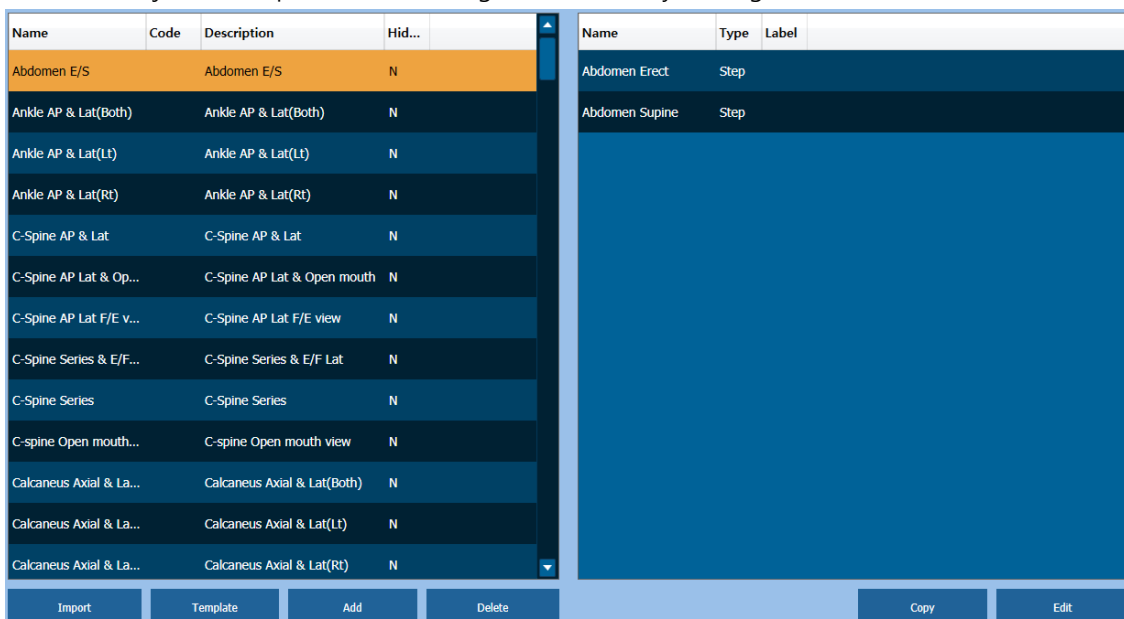 Name Code Description Hid...
Abdomen E/S Abdomen E/S N
Ankle AP & Lat(Both) Ankle AP & Lat(Both) N
Ankle AP & Lat(Lt) Ankle AP & Lat(Lt) N
Ankle AP & Lat(Rt) Ankle AP & Lat(Rt) N
C-Spine AP & Lat C-Spine AP & Lat N
C-Spine AP Lat & Op... C-Spine AP Lat & Open mouth N
C-Spine AP Lat F/E v... C-Spine AP Lat F/E view N
C-Spine Series & E/F... C-Spine Series & E/F Lat N
C-Spine Series C-Spine Series N
C-spine Open mouth... C-spine Open mouth view N
Calcaneus Axial & La... Calcaneus Axial & Lat(Both) N
Calcaneus Axial & La... Calcaneus Axial & Lat(Lt) N
Calcaneus Axial & La... Calcaneus Axial & Lat(Rt) N
Import Template Add Delete
Name Type Label
Abdomen Erect Step
Abdomen Supine Step
Copy Edit